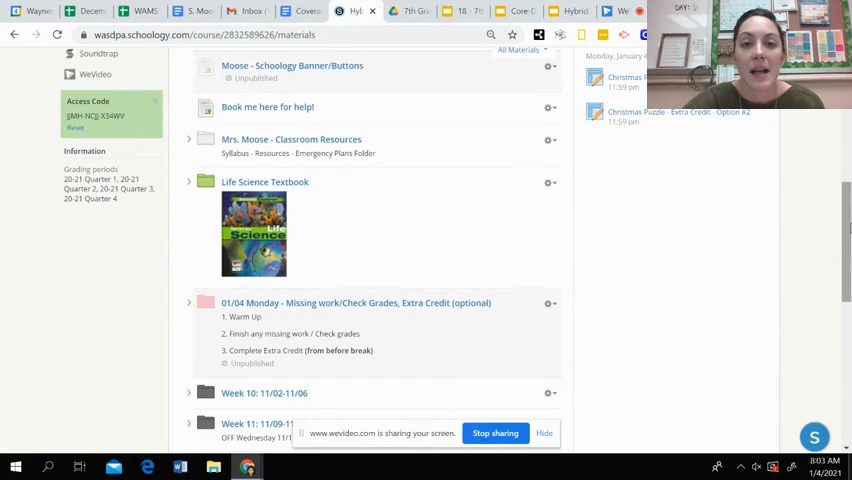 Wayne
Decem
WAMS
S. Moo
Inbox (
Covera
Hyb
7th Gra
18 - 7t
Core-D
Hybrid
We'
wasdpa.schoology.com/course/2832589626/materials
DAY: 6
Soundtrap
WeVideo
Access Code
JJMH-NCJJ-X34WV
Reset
Information
Grading periods
20-21 Quarter 1, 20-21
Quarter 2, 20-21 Quarter 3,
20-21 Quarter 4
All Materials
Moose - Schoology Banner/Buttons
Unpublished
Book me here for help!
Mrs. Moose - Classroom Resources
Syllabus - Resources - Emergency Plans Folder
Life Science Textbook
Life
Science
01/04 Monday - Missing work/Check Grades, Extra Credit (optional)
1. Warm Up
2. Finish any missing work / Check grades
3. Complete Extra Credit (from before break)
Unpublished
Week 10: 11/02-11/06
Week 11: 11/09-11
OFF Wednesday 11/1
Monday, January 4
Christmas P
11:59 pm
Christmas Puzzle - Extra Credit - Option #2
11:59 pm
www.wevideo.com is sharing your screen.
Stop sharing
Hide
S
8:03 AM
1/4/2021